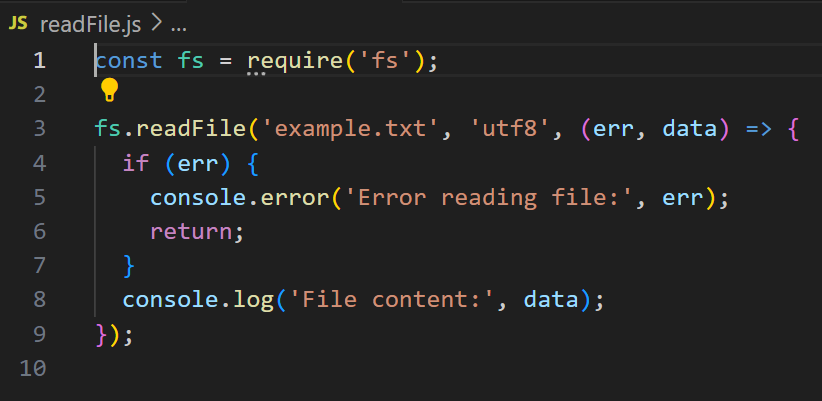 JS readFile.js > ...
1 const fs = require('fs');
2
3 fs.readFile('example.txt', 'utf8', (err, data) => {
4   if (err) {
5     console.error('Error reading file:', err);
6     return;
7   }
8   console.log('File content:', data);
9 });
10